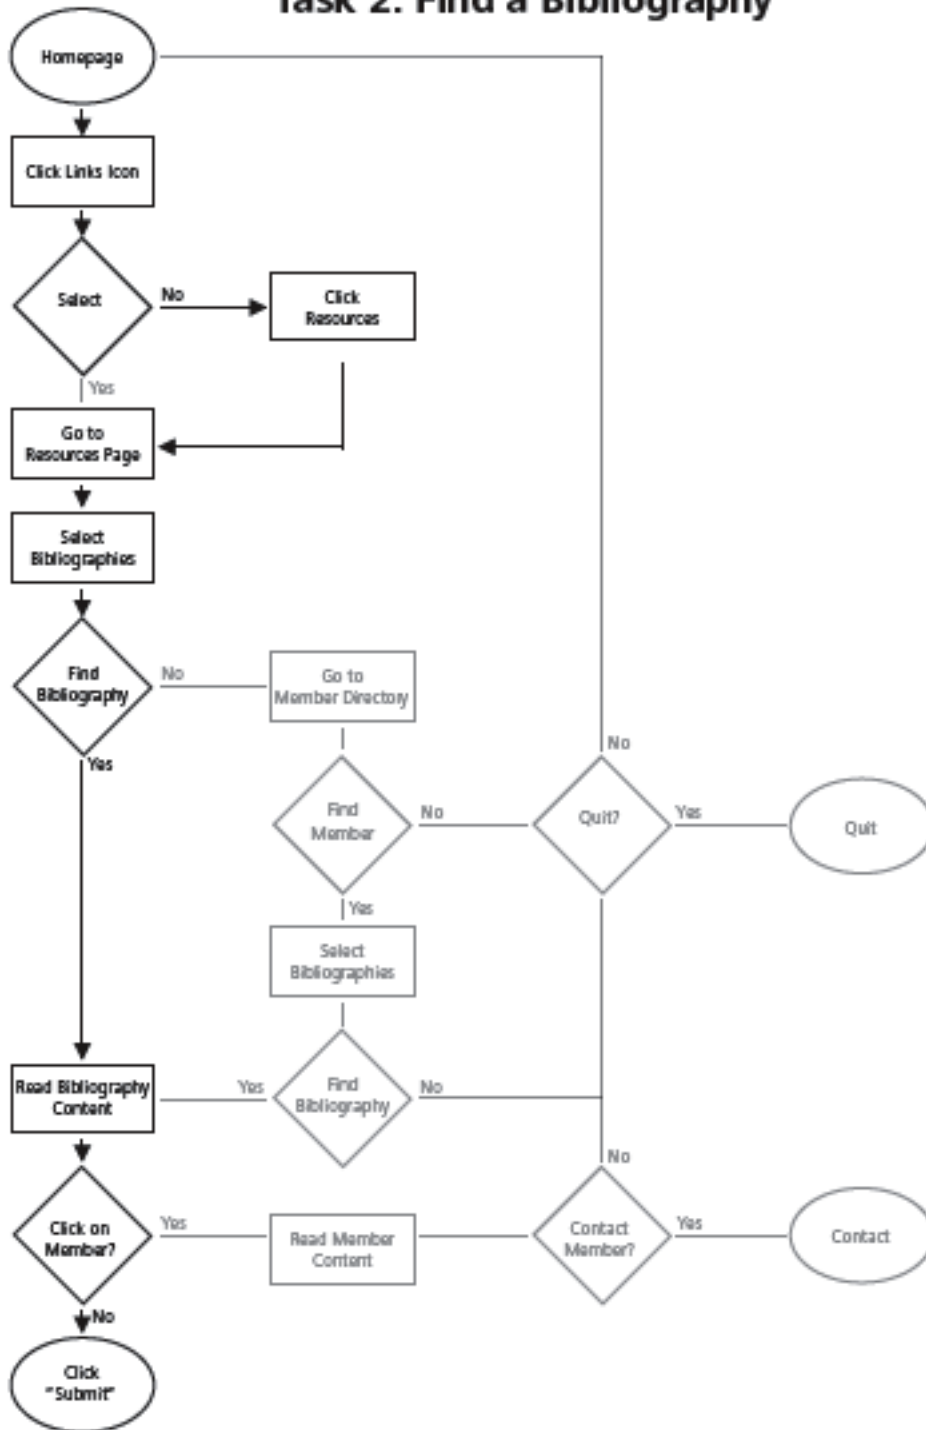 Task 2: Find a Bibliography
Homepage
Click Links Icon
Select
No
Click
Resources
Yes
Go to
Resources Page
Select
Bibliographies
Find
Bibliography
No
Go to
Member Directory
Yes
No
Find
Member
No
Quit?
Yes
Quit
Yes
Select
Bibliographies
Read Bibliography
Content
Yes
Find
Bibliography
No
No
Click on
Member?
Yes
Read Member
Content
Contact
Member?
Yes
Contact
No
Click
"Submit"